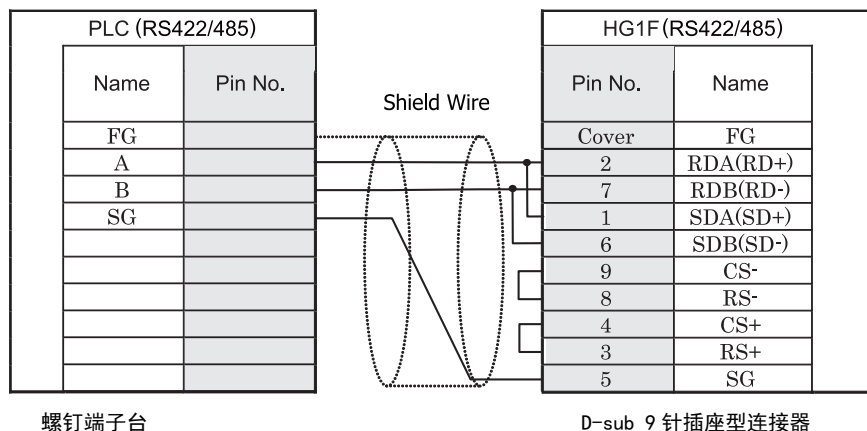 PLC (RS422/485)
HG1F(RS422/485)
Name Pin No.
Shield Wire
Pin No. Name
FG
A
B
SG
Cover FG
2 RDA(RD+)
7 RDB(RD-)
1 SDA(SD+)
6 SDB(SD-)
9 CS-
8 RS-
4 CS+
3 RS+
5 SG
螺钉端子台
D-sub 9 针插座型连接器